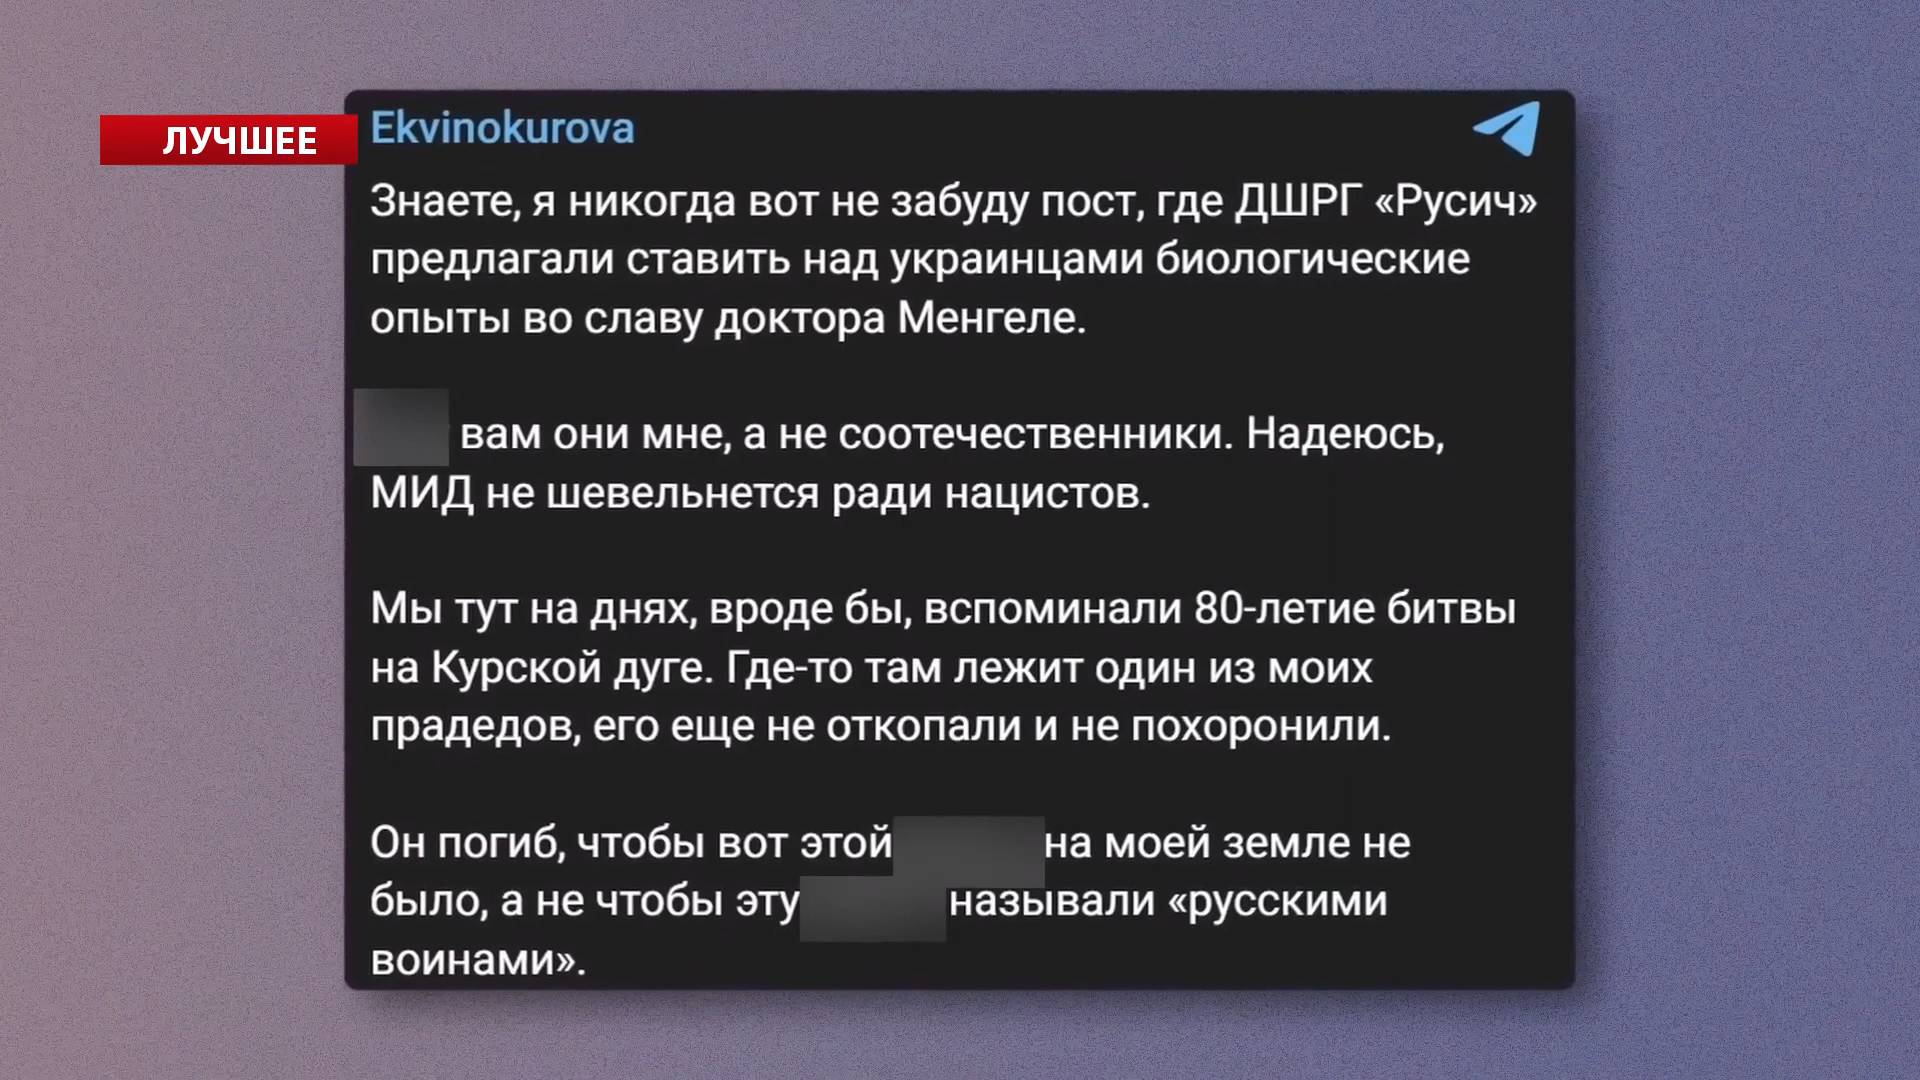 ЛУЧШЕЕ
Ekvinokurova
Знаете, я никогда вот не забуду пост, где ДШРГ «Русич»
предлагали ставить над украинцами биологические
опыты во славу доктора Менгеле.
вам они мне, а не соотечественники. Надеюсь,
МИД не шевельнется ради нацистов.
Мы тут на днях, вроде бы, вспоминали 80-летие битвы
на Курской дуге. Где-то там лежит один из моих
прадедов, его еще не откопали и не похоронили.
Он погиб, чтобы вот этой на моей земле не
было, а не чтобы эту называли «русскими
воинами».